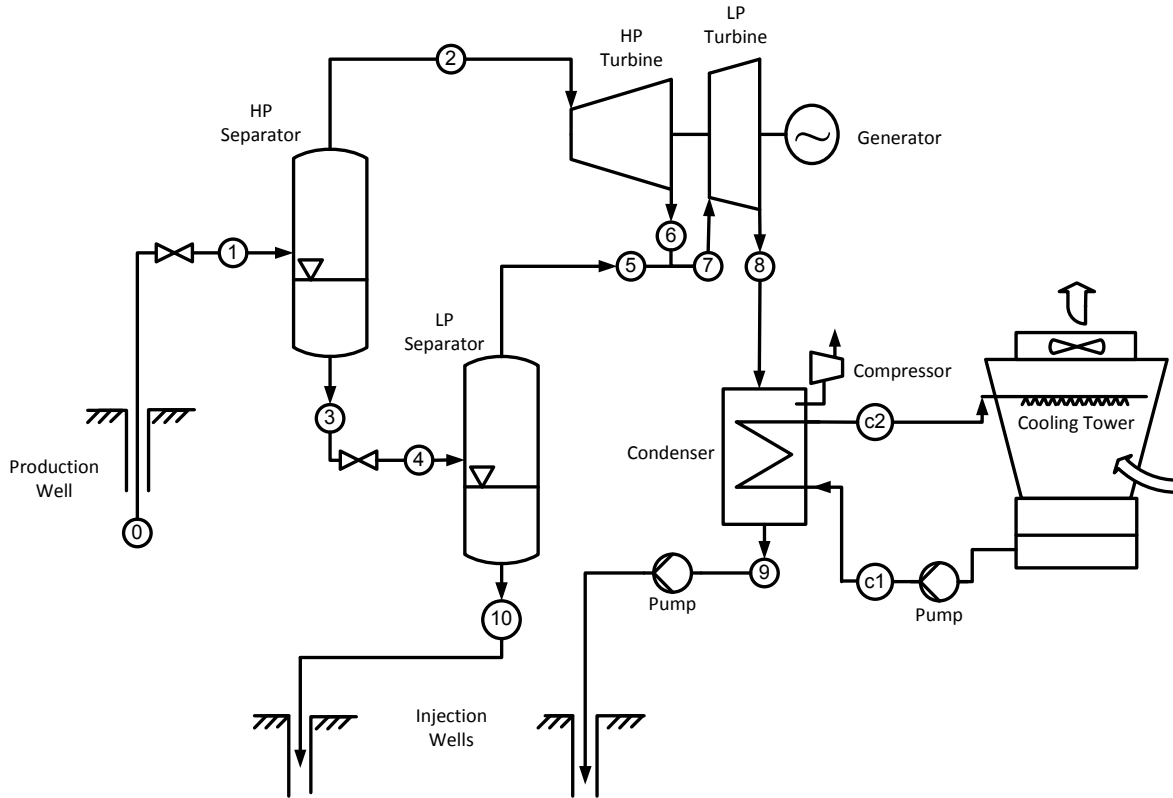 LP
Turbine
HP
Turbine
2
HP
Separator
Generator
1
6
5
7
8
LP
Separator
Compressor
3
c2
Cooling Tower
Condenser
4
Production
Well
0
9
c1
Pump
Pump
10
Injection
Wells